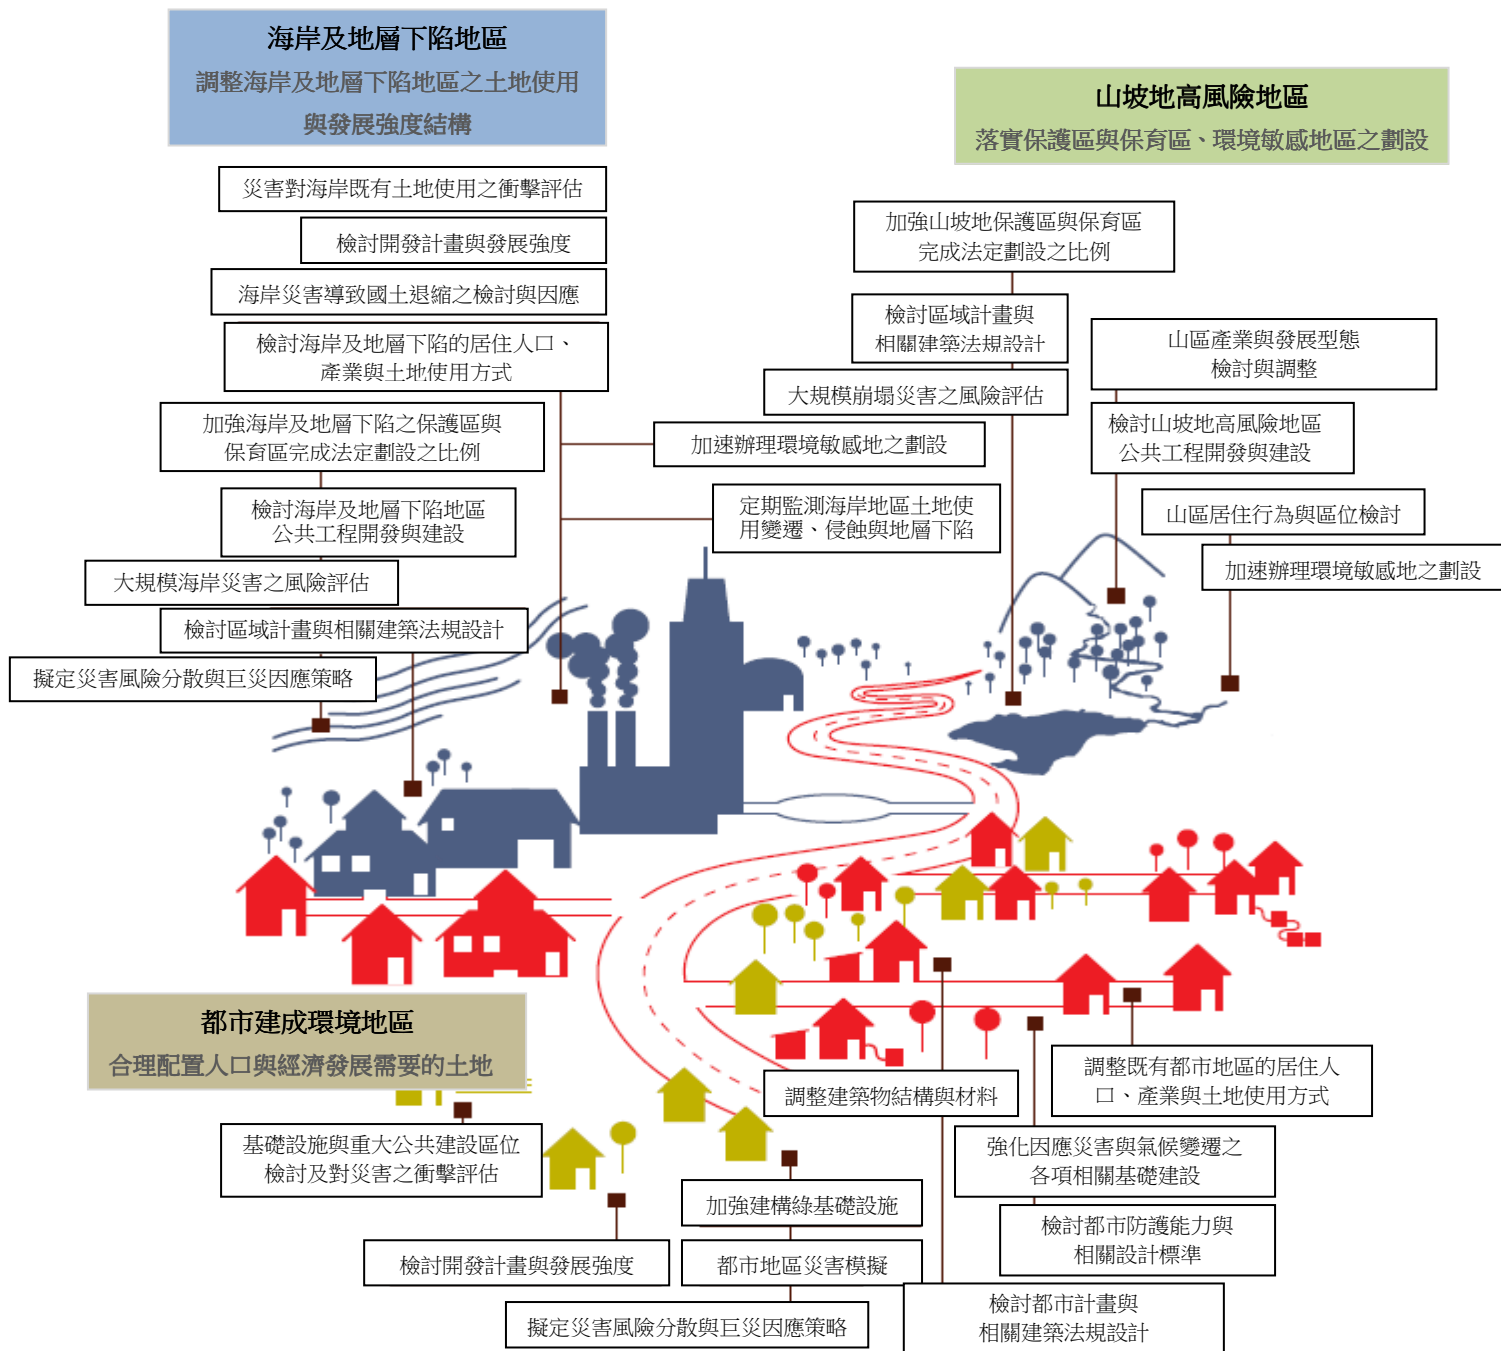 海岸及地層下陷地區
調整海岸及地層下陷地區之土地使用
與發展強度結構
災害對海岸既有土地使用之衝擊評估
檢討開發計畫與發展強度
海岸災害導致國土退縮之檢討與因應
檢討海岸及地層下陷的居住人口、
產業與土地使用方式
加強海岸及地層下陷之保護區與
保育區完成法定劃設之比例
檢討海岸及地層下陷地區
公共工程開發與建設
大規模海岸災害之風險評估
檢討區域計畫與相關建築法規設計
擬定災害風險分散與巨災因應策略
加速辦理環境敏感地之劃設
定期監測海岸地區土地使
用變遷、侵蝕與地層下陷
山坡地高風險地區
落實保護區與保育區、環境敏感地區之劃設
加強山坡地保護區與保育區
完成法定劃設之比例
檢討區域計畫與
相關建築法規設計
大規模崩塌災害之風險評估
山區產業與發展型態
檢討與調整
檢討山坡地高風險地區
公共工程開發與建設
山區居住行為與區位檢討
加速辦理環境敏感地之劃設
都市建成環境地區
合理配置人口與經濟發展需要的土地
基礎設施與重大公共建設區位
檢討及對災害之衝擊評估
檢討開發計畫與發展強度
加強建構綠基礎設施
都市地區災害模擬
擬定災害風險分散與巨災因應策略
調整建築物結構與材料
調整既有都市地區的居住人
口、產業與土地使用方式
強化因應災害與氣候變遷之
各項相關基礎建設
檢討都市防護能力與
相關設計標準
檢討都市計畫與
相關建築法規設計